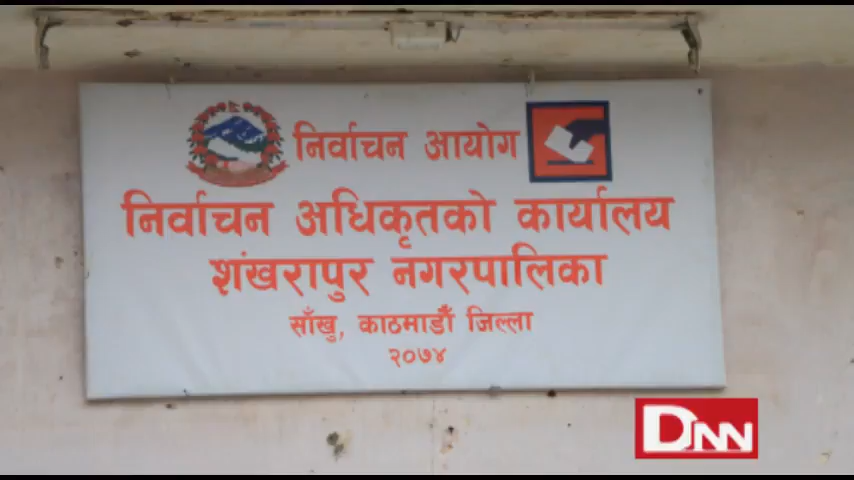 निर्वाचन आयोग
निर्वाचन अधिकृतको कार्यालय
शंखरापुर नगरपालिका
साँखु, काठमाडौँ जिल्ला
२०७४
DNN